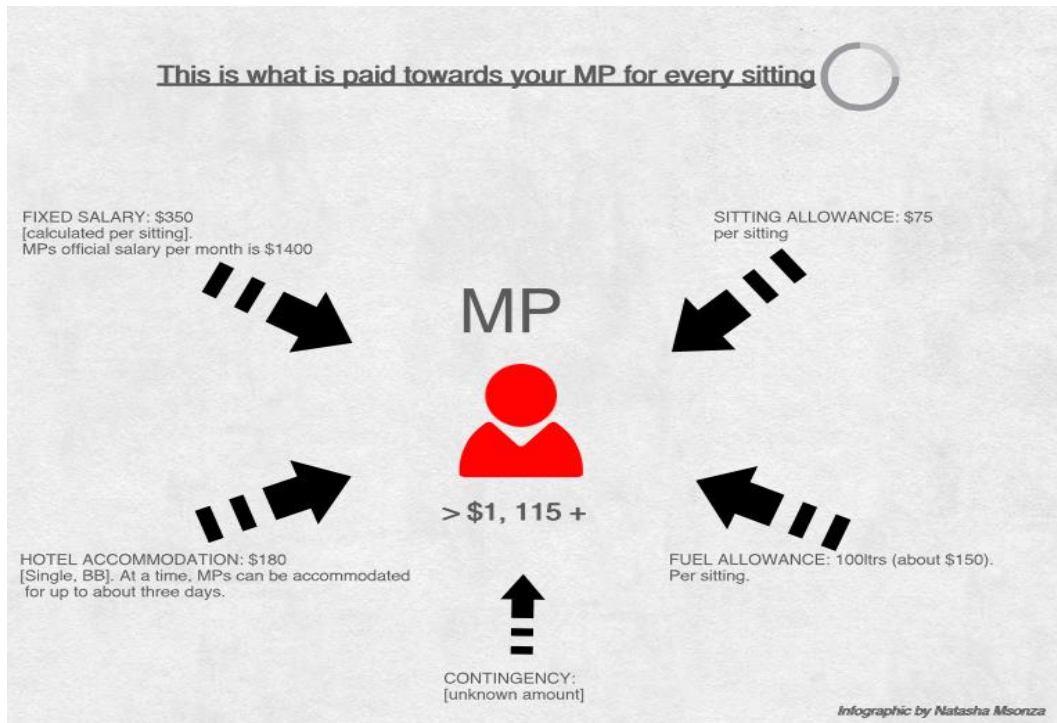 This is what is paid towards your MP for every sitting
FIXED SALARY: $350
[calculated per sitting].
MPs official salary per month is $1400
SITTING ALLOWANCE: $75
per sitting
MP
> $1, 115 +
HOTEL ACCOMMODATION: $180
[Single, BB]. At a time, MPs can be accommodated
for up to about three days.
FUEL ALLOWANCE: 100ltrs (about $150).
Per sitting.
CONTINGENCY:
[unknown amount]
Infographic by Natasha Msonza